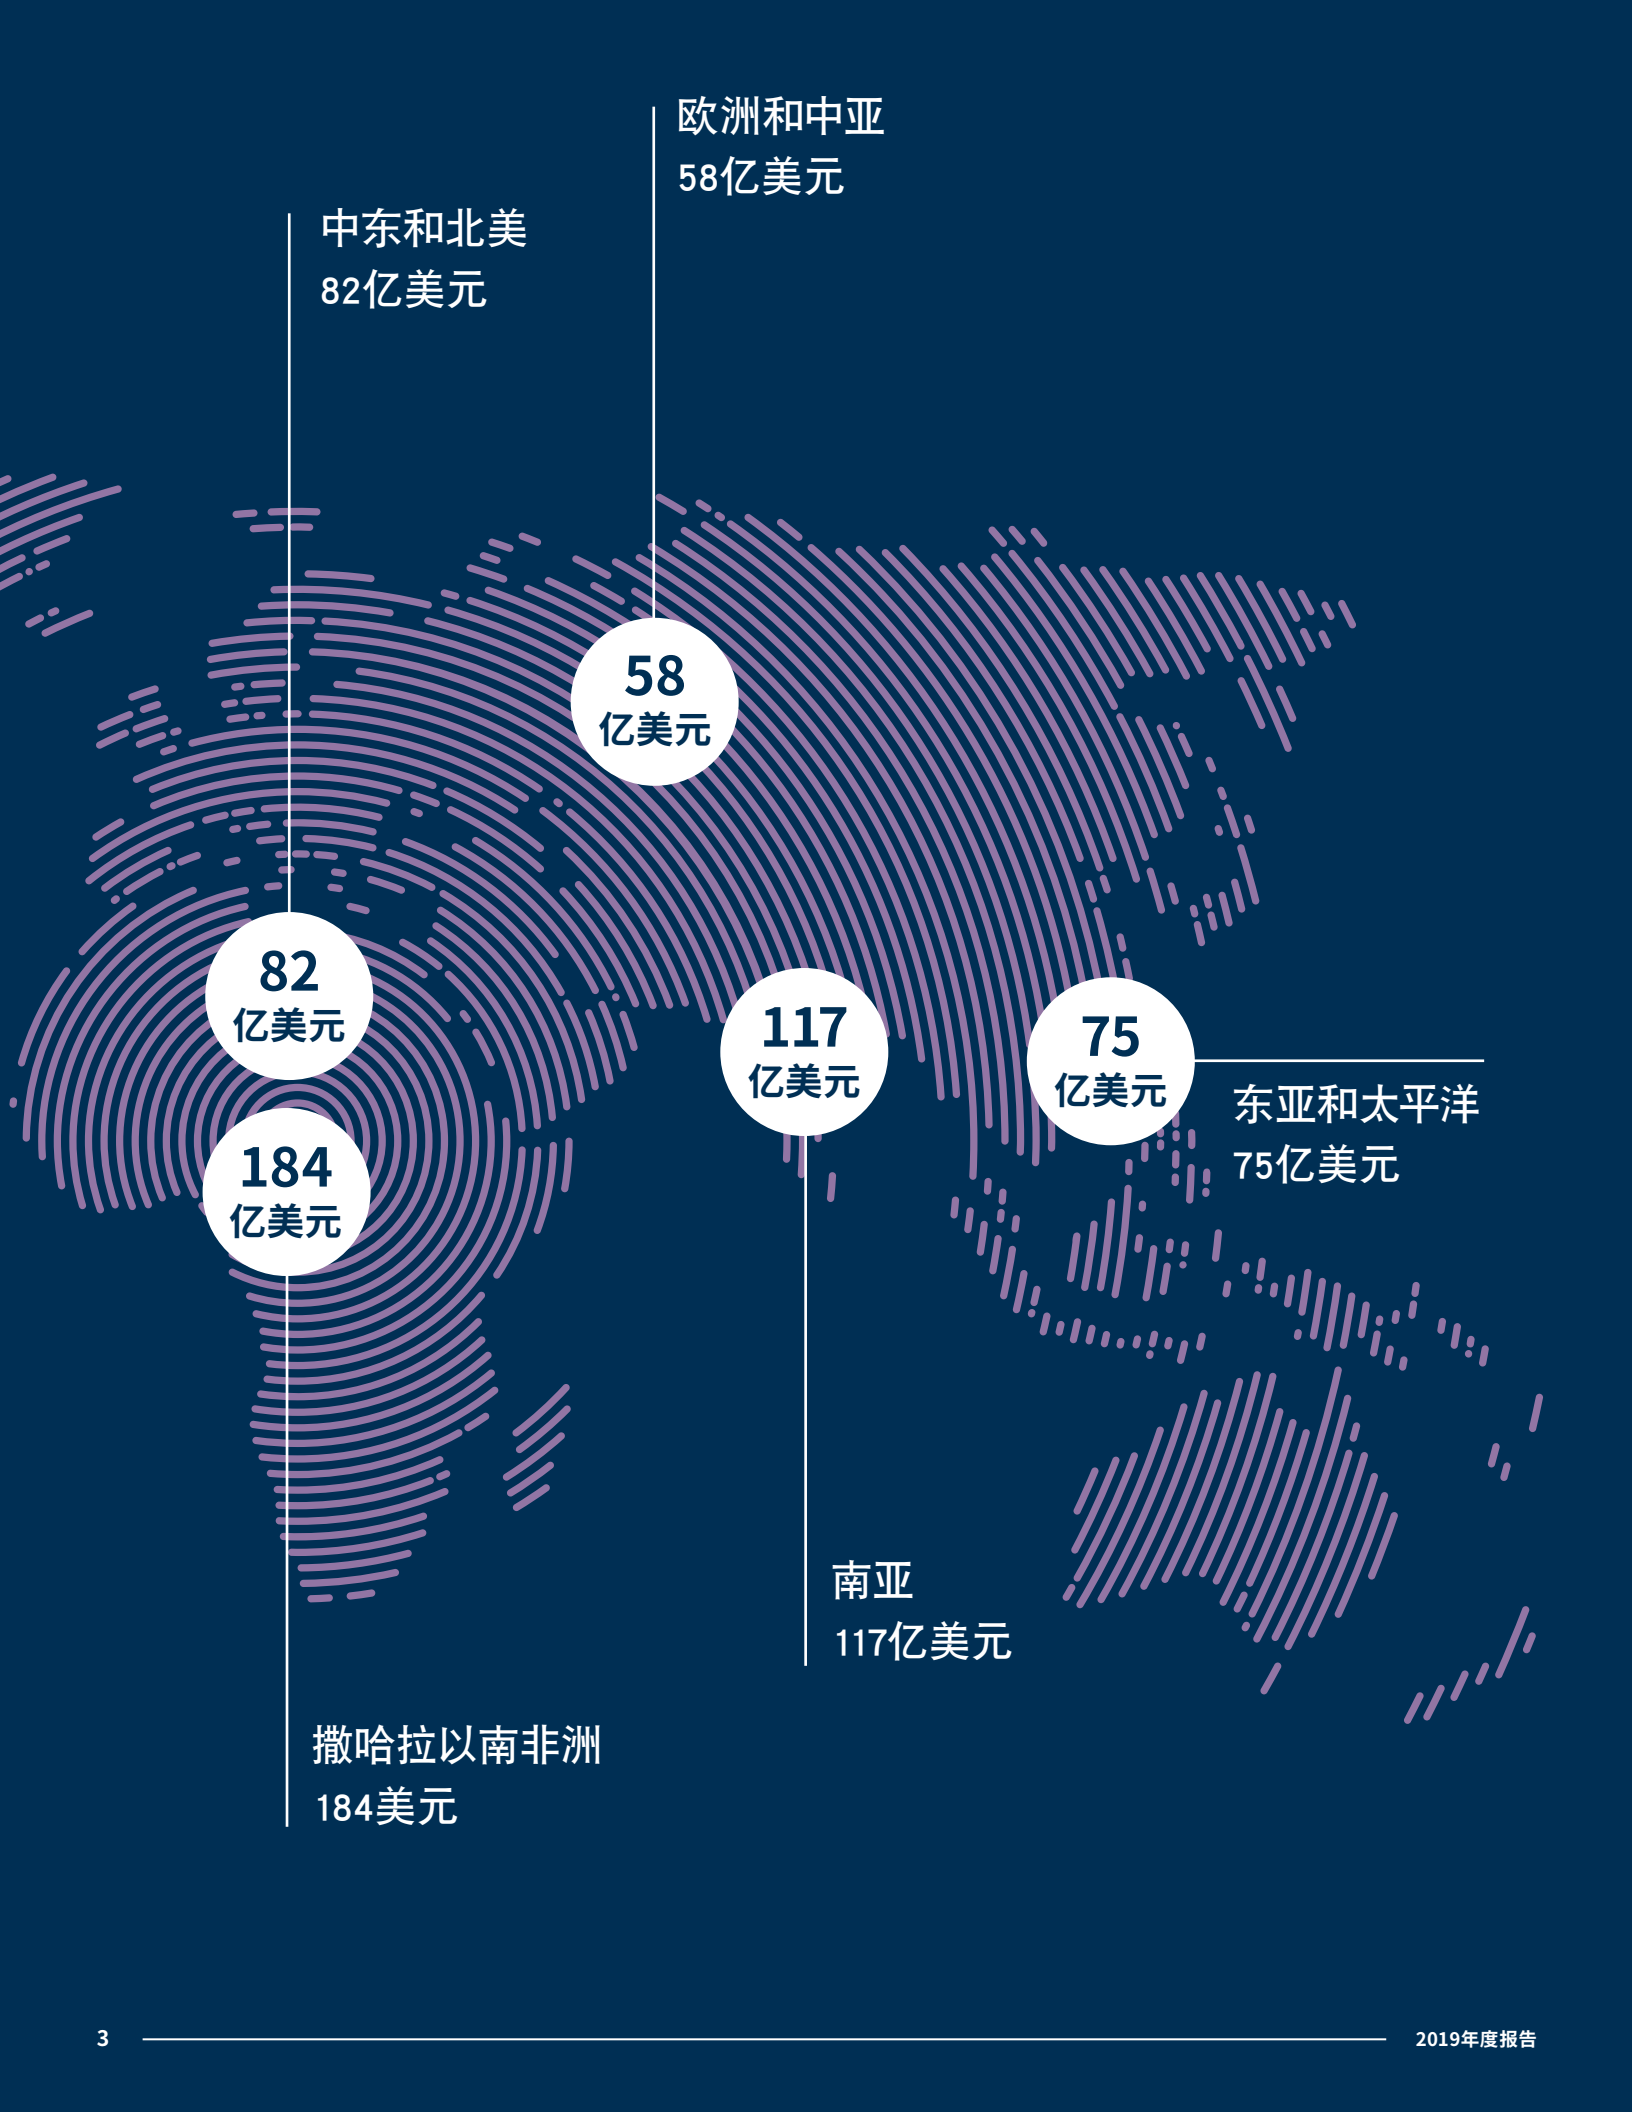 欧洲和中亚
58亿美元
中东和北美
82亿美元
58
亿美元
82
亿美元
117
亿美元
75
亿美元
东亚和太平洋
75亿美元
184
亿美元
南亚
117亿美元
撒哈拉以南非洲
184美元
3
2019年度报告